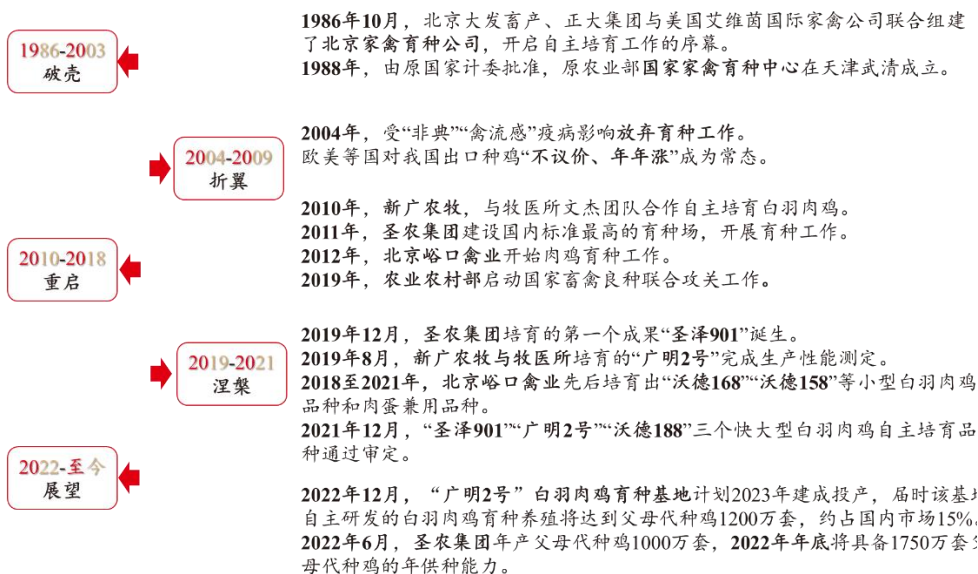 1986-2003
破壳
1986年10月，北京大发畜产、正大集团与美国艾维茵国际家禽公司联合组建
了北京家禽育种公司，开启自主培育工作的序幕。
1988年，由原国家计委批准，原农业部国家家禽育种中心在天津武清成立。
2004-2009
折翼
2004年，受“非典”“禽流感”疫病影响放弃育种工作。
欧美等国对我国出口种鸡“不议价、年年涨”成为常态。
2010-2018
重启
2010年，新广农牧，与牧医所文杰团队合作自主培育白羽肉鸡。
2011年，圣农集团建设国内标准最高的育种场，开展育种工作。
2012年，北京峪口禽业开始肉鸡育种工作。
2019年，农业农村部启动国家畜禽良种联合攻关工作。
2019-2021
涅槃
2019年12月，圣农集团培育的第一个成果“圣泽901”诞生。
2019年8月，新广农牧与牧医所培育的“广明2号”完成生产性能测定。
2018至2021年，北京峪口禽业先后培育出“沃德168”“沃德158”等小型白羽肉鸡
品种和肉蛋兼用品种。
2021年12月，“圣泽901”“广明2号”“沃德188”三个快大型白羽肉鸡自主培育品
种通过审定。
2022-至今
展望
2022年12月，“广明2号”白羽肉鸡育种基地计划2023年建成投产，届时该基地
自主研发的白羽肉鸡育种养殖将达到父母代种鸡1200万套，约占国内市场15%。
2022年6月，圣农集团年产父母代种鸡1000万套，2022年年底将具备1750万套
母代种鸡的年供种能力。